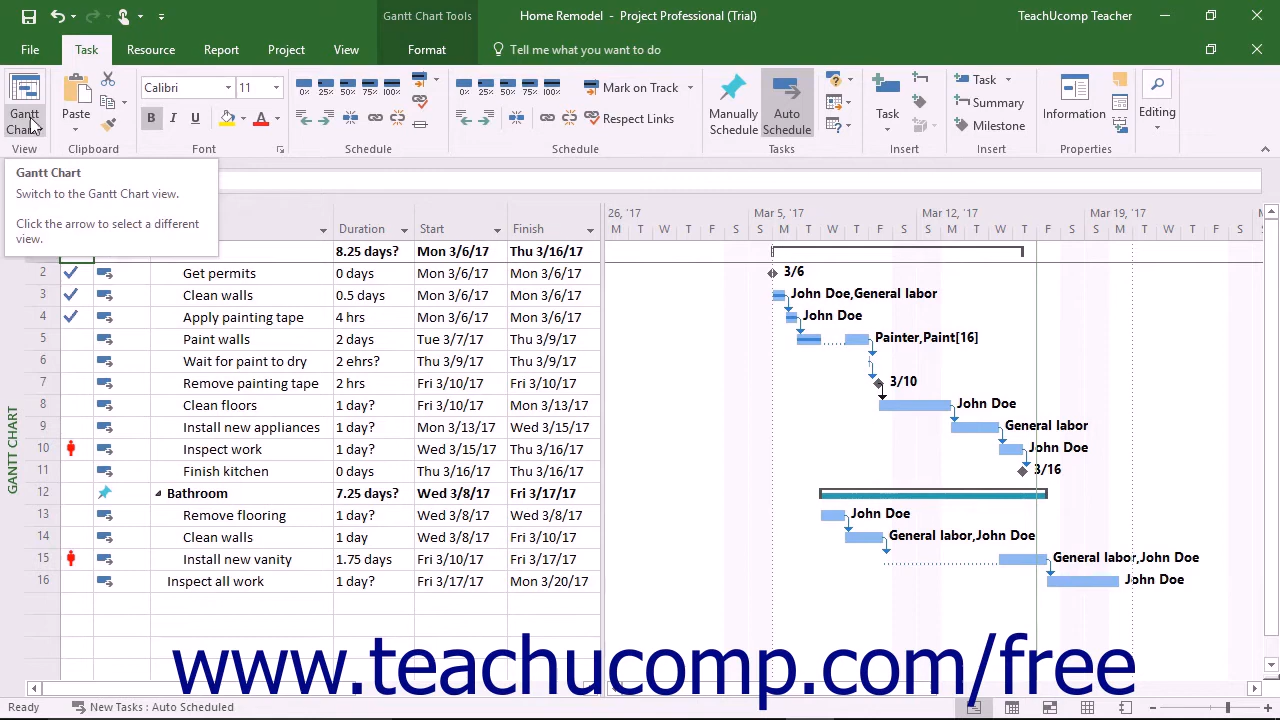 Gantt Chart Tools
Home Remodel - Project Professional (Trial)
TeachUcomp Teacher
File Task Resource Report Project View Format Tell me what you want to do
Gantt
Chart
View
Paste
Clipboard
Calibri 11
B I U A
Font
0% 25% 50% 75% 100%
Schedule
0% 25% 50% 75% 100% Mark on Track
Respect Links
Schedule
Manually
Schedule
Auto
Schedule
Tasks
Task
Insert
Task
Summary
Milestone
Insert
Information
Properties
Editing
Gantt Chart
Switch to the Gantt Chart view.
Click the arrow to select a different
view.
Duration Start Finish
26, '17 Mar 5, '17 Mar 12, '17 Mar 19, '17
M T W T F S S M T W T F S S M T W T F S S M T W T F S
8.25 days? Mon 3/6/17 Thu 3/16/17
2 Get permits 0 days Mon 3/6/17 Mon 3/6/17 3/6
3 Clean walls 0.5 days Mon 3/6/17 Mon 3/6/17 John Doe,General labor
4 Apply painting tape 4 hrs Mon 3/6/17 Mon 3/6/17 John Doe
5 Paint walls 2 days Tue 3/7/17 Thu 3/9/17 Painter,Paint[16]
6 Wait for paint to dry 2 ehrs? Thu 3/9/17 Thu 3/9/17
7 Remove painting tape 2 hrs Fri 3/10/17 Fri 3/10/17 3/10
8 Clean floors 1 day? Fri 3/10/17 Mon 3/13/17 John Doe
9 Install new appliances 1 day? Mon 3/13/17 Wed 3/15/17 General labor
10 Inspect work 1 day? Wed 3/15/17 Thu 3/16/17 John Doe
11 Finish kitchen 0 days Thu 3/16/17 Thu 3/16/17 3/16
12 Bathroom 7.25 days? Wed 3/8/17 Fri 3/17/17
13 Remove flooring 1 day? Wed 3/8/17 Wed 3/8/17 John Doe
14 Clean walls 1 day Wed 3/8/17 Fri 3/10/17 General labor,John Doe
15 Install new vanity 1.75 days Fri 3/10/17 Fri 3/17/17 General labor,John Doe
16 Inspect all work 1 day? Fri 3/17/17 Mon 3/20/17 John Doe
GANTT CHART
www.teachucomp.com/free
Ready New Tasks : Auto Scheduled